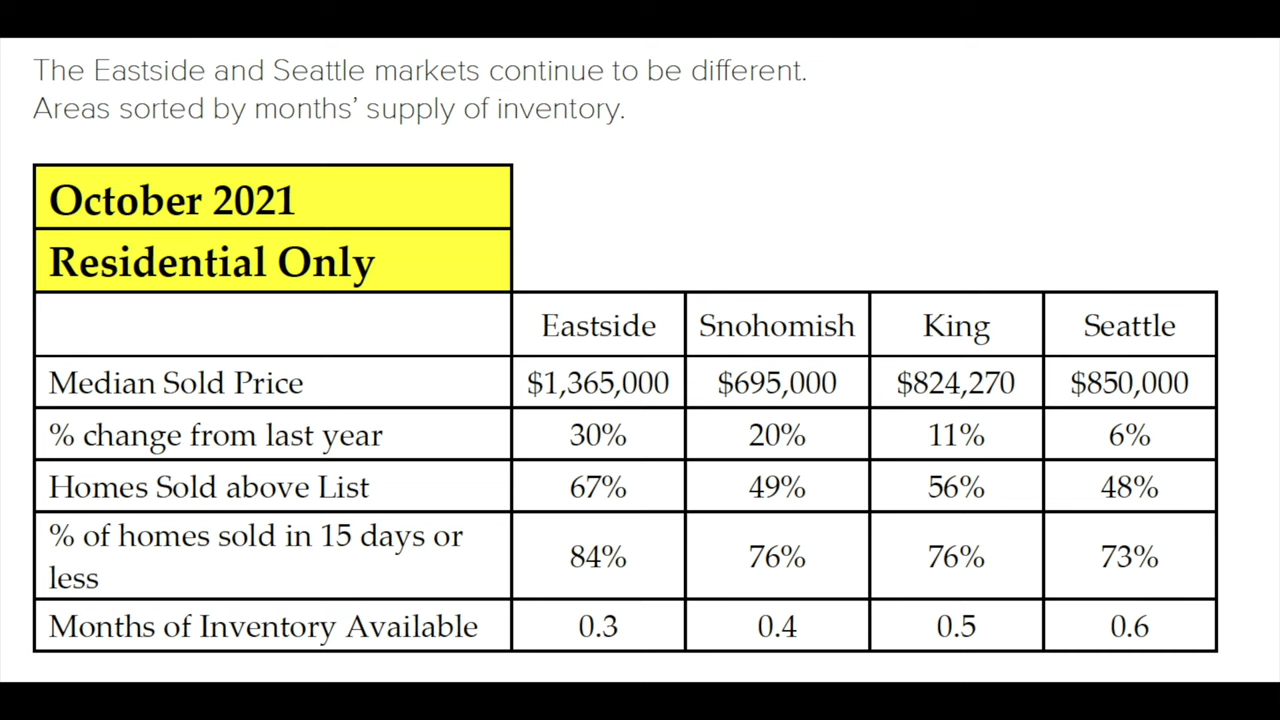 The Eastside and Seattle markets continue to be different.
Areas sorted by months’ supply of inventory.
October 2021
Residential Only
Eastside Snohomish King Seattle
Median Sold Price $1,365,000 $695,000 $824,270 $850,000
% change from last year 30% 20% 11% 6%
Homes Sold above List 67% 49% 56% 48%
% of homes sold in 15 days or
less 84% 76% 76% 73%
Months of Inventory Available 0.3 0.4 0.5 0.6